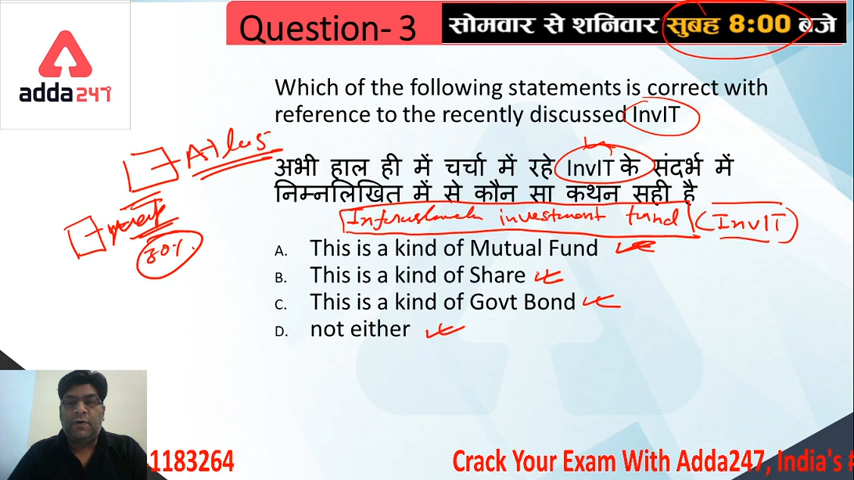 Question- 3
सोमवार से शनिवार सुबह 8:00 बजे
adda247
Which of the following statements is correct with
reference to the recently discussed InvIT
Atlas
अभी हाल ही में चर्चा में रहे InvIT के संदर्भ में
निम्नलिखित में से कौन सा कथन सही है
investment fund (InvIT)
80%
A. This is a kind of Mutual Fund
B. This is a kind of Share
C. This is a kind of Govt Bond
D. not either
1183264
Crack Your Exam With Adda247, India's #